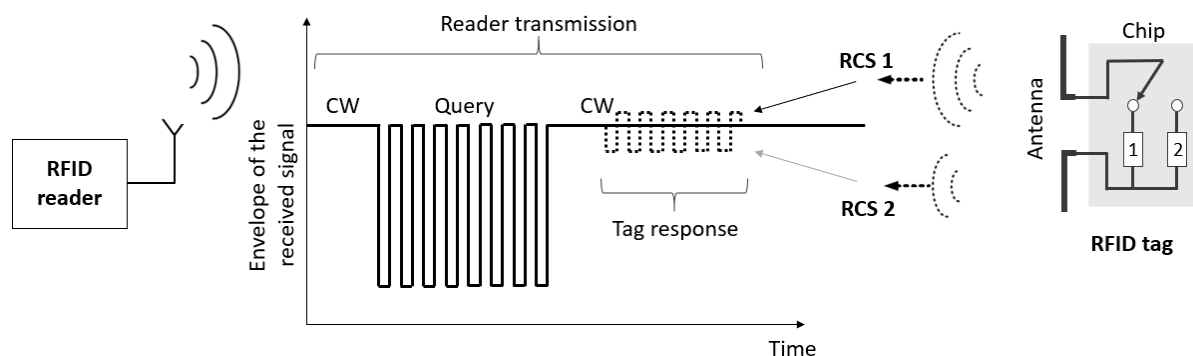 Reader transmission
Chip
RCS 1
CW
Query
CW
Antenna
Envelope of the
received signal
RFID
reader
1
2
Tag response
RCS 2
RFID tag
Time